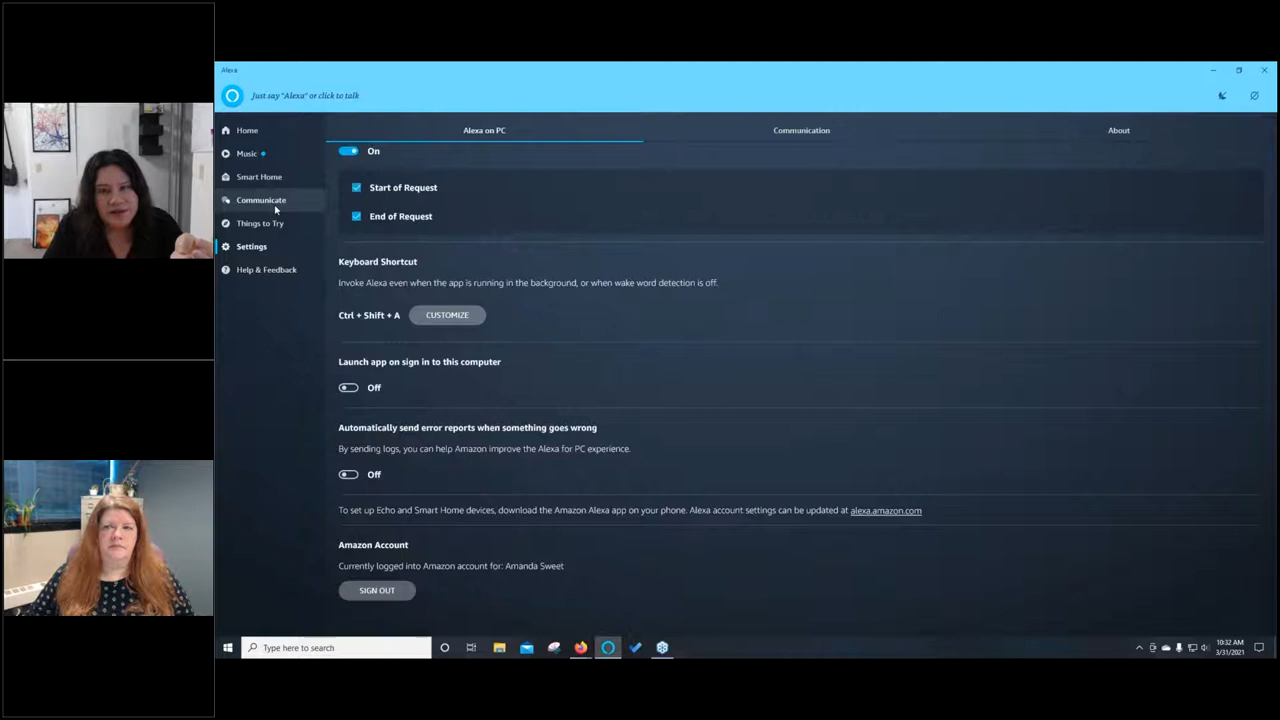 Alexa
Just say "Alexa" or click to talk
Home
Music
Smart Home
Communicate
Things to Try
Settings
Help & Feedback
Alexa on PC
Communication
About
On
Start of Request
End of Request
Keyboard Shortcut
Invoke Alexa even when the app is running in the background, or when wake word detection is off.
Ctrl + Shift + A
CUSTOMIZE
Launch app on sign in to this computer
Off
Automatically send error reports when something goes wrong
By sending logs, you can help Amazon improve the Alexa for PC experience.
Off
To set up Echo and Smart Home devices, download the Amazon Alexa app on your phone. Alexa account settings can be updated at alexa.amazon.com
Amazon Account
Currently logged into Amazon account for: Amanda Sweet
SIGN OUT
Type here to search
10:32 AM
3/31/2021